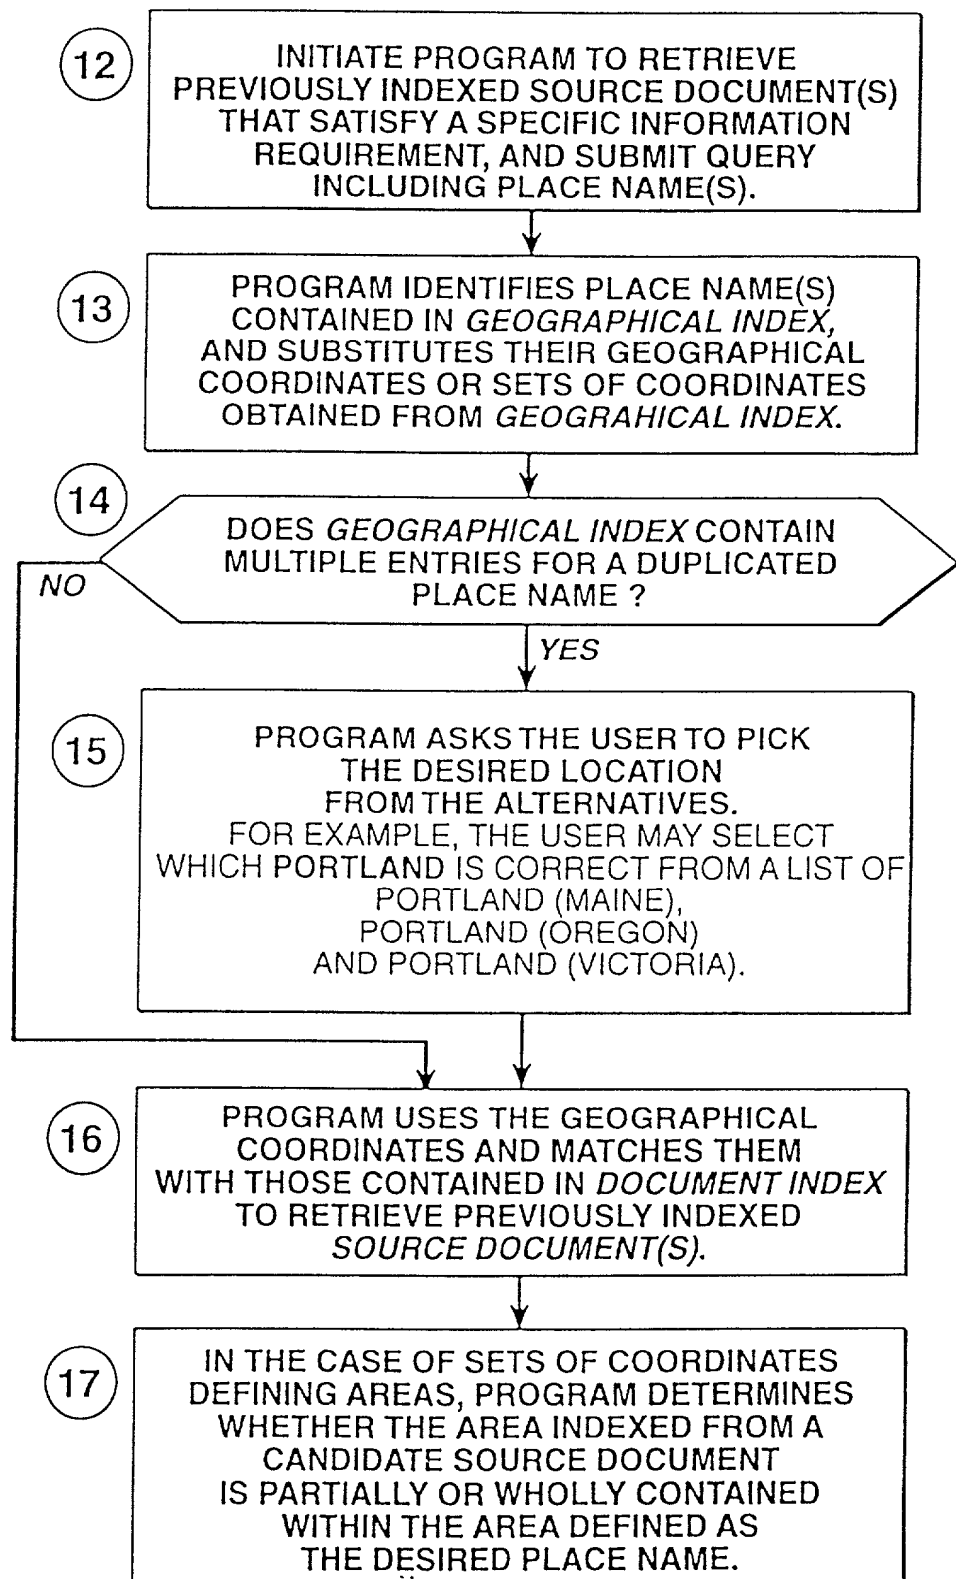 12
INITIATE PROGRAM TO RETRIEVE
PREVIOUSLY INDEXED SOURCE DOCUMENT(S)
THAT SATISFY A SPECIFIC INFORMATION
REQUIREMENT, AND SUBMIT QUERY
INCLUDING PLACE NAME(S).
13
PROGRAM IDENTIFIES PLACE NAME(S)
CONTAINED IN GEOGRAPHICAL INDEX,
AND SUBSTITUTES THEIR GEOGRAPHICAL
COORDINATES OR SETS OF COORDINATES
OBTAINED FROM GEOGRAHICAL INDEX.
14
DOES GEOGRAPHICAL INDEX CONTAIN
MULTIPLE ENTRIES FOR A DUPLICATED
PLACE NAME ?
NO
YES
15
PROGRAM ASKS THE USER TO PICK
THE DESIRED LOCATION
FROM THE ALTERNATIVES.
FOR EXAMPLE, THE USER MAY SELECT
WHICH PORTLAND IS CORRECT FROM A LIST OF
PORTLAND (MAINE),
PORTLAND (OREGON)
AND PORTLAND (VICTORIA).
16
PROGRAM USES THE GEOGRAPHICAL
COORDINATES AND MATCHES THEM
WITH THOSE CONTAINED IN DOCUMENT INDEX
TO RETRIEVE PREVIOUSLY INDEXED
SOURCE DOCUMENT(S).
17
IN THE CASE OF SETS OF COORDINATES
DEFINING AREAS, PROGRAM DETERMINES
WHETHER THE AREA INDEXED FROM A
CANDIDATE SOURCE DOCUMENT
IS PARTIALLY OR WHOLLY CONTAINED
WITHIN THE AREA DEFINED AS
THE DESIRED PLACE NAME.